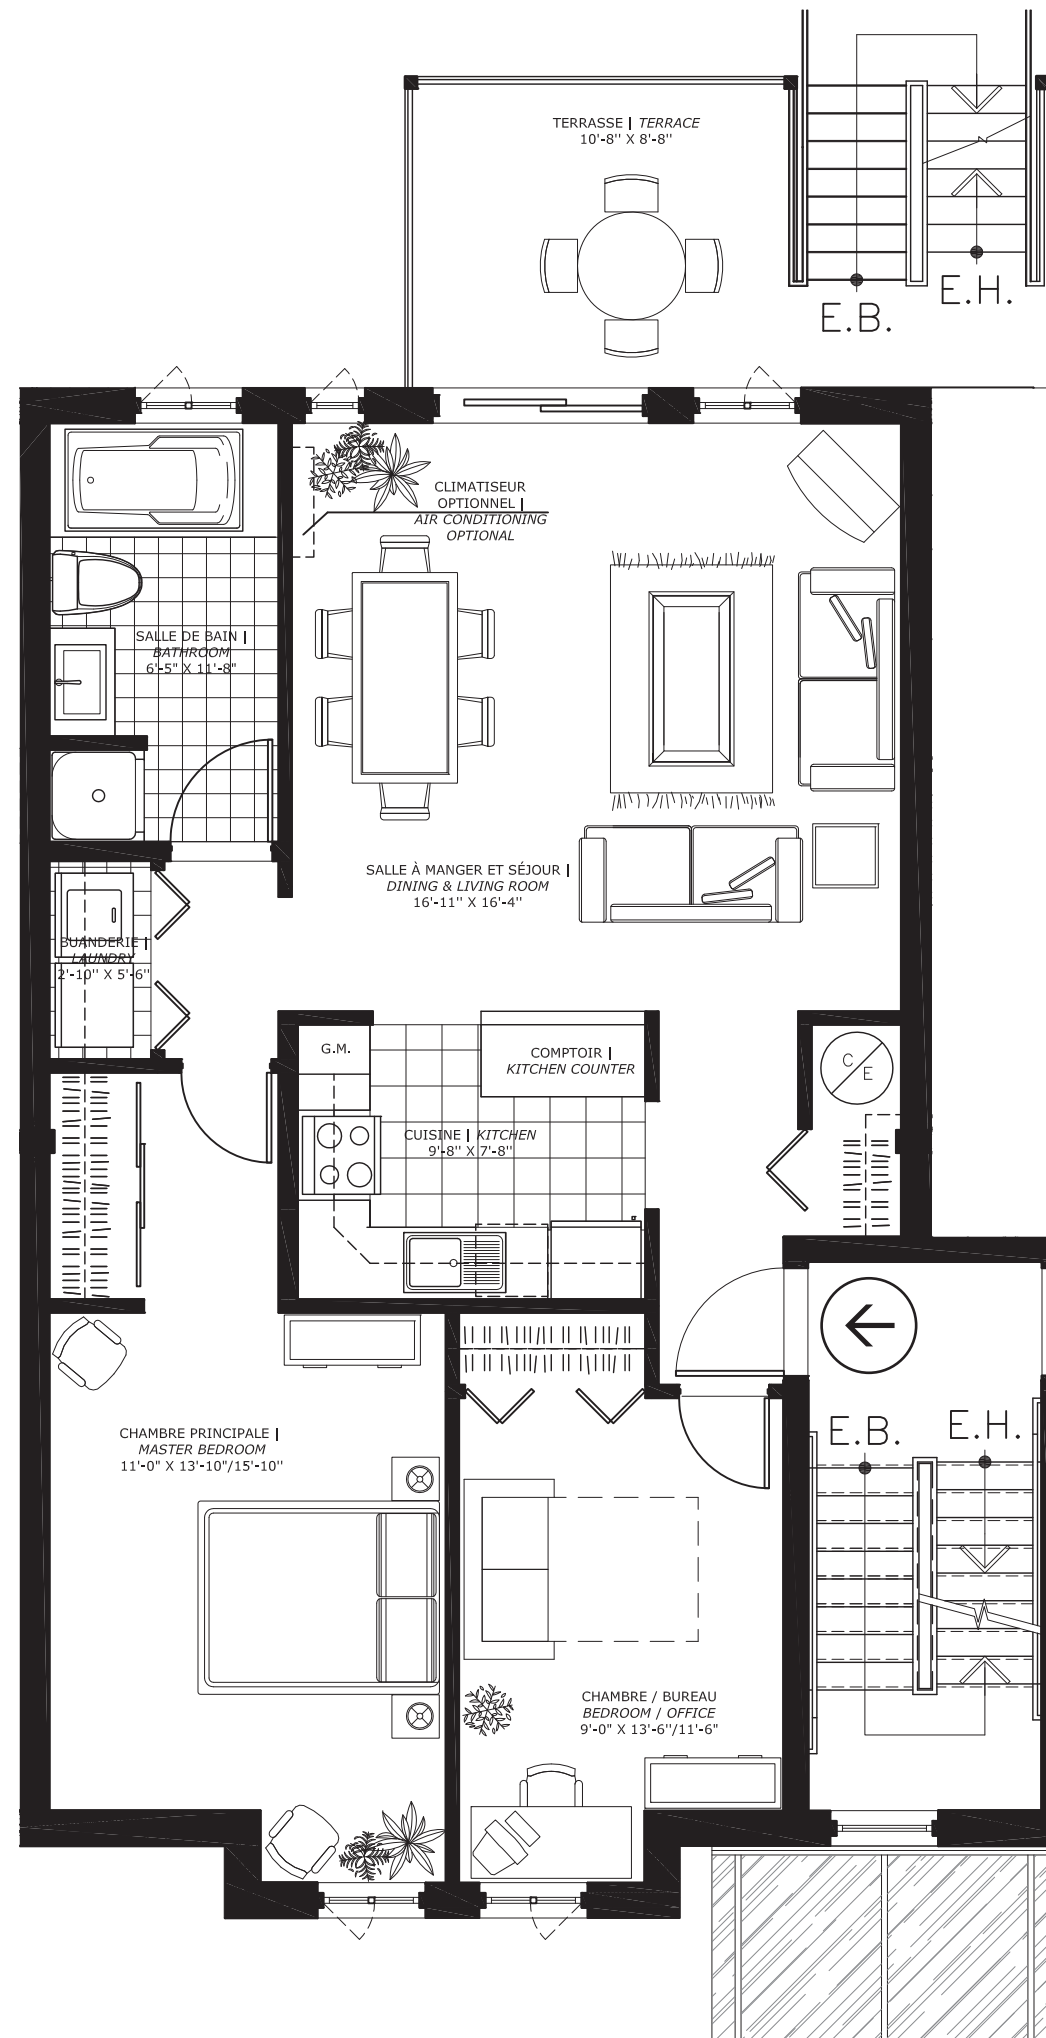 TERRASSE | TERRACE
10'-8'' X 8'-8''
E.B.
E.H.
CLIMATISEUR
OPTIONNEL |
AIR CONDITIONING
OPTIONAL
SALLE DE BAIN |
BATHROOM
6'-5" X 11'-8"
SALLE À MANGER ET SÉJOUR |
DINING & LIVING ROOM
16'-11'' X 16'-4''
BUANDERIE |
LAUNDRY
2'-10'' X 5'-6''
G.M.
COMPTOIR |
KITCHEN COUNTER
C
E
CUISINE | KITCHEN
9'-8'' X 7'-8''
CHAMBRE PRINCIPALE |
MASTER BEDROOM
11'-0" X 13'-10"/15'-10''
E.B.
E.H.
CHAMBRE / BUREAU
BEDROOM / OFFICE
9'-0" X 13'-6''/11'-6"